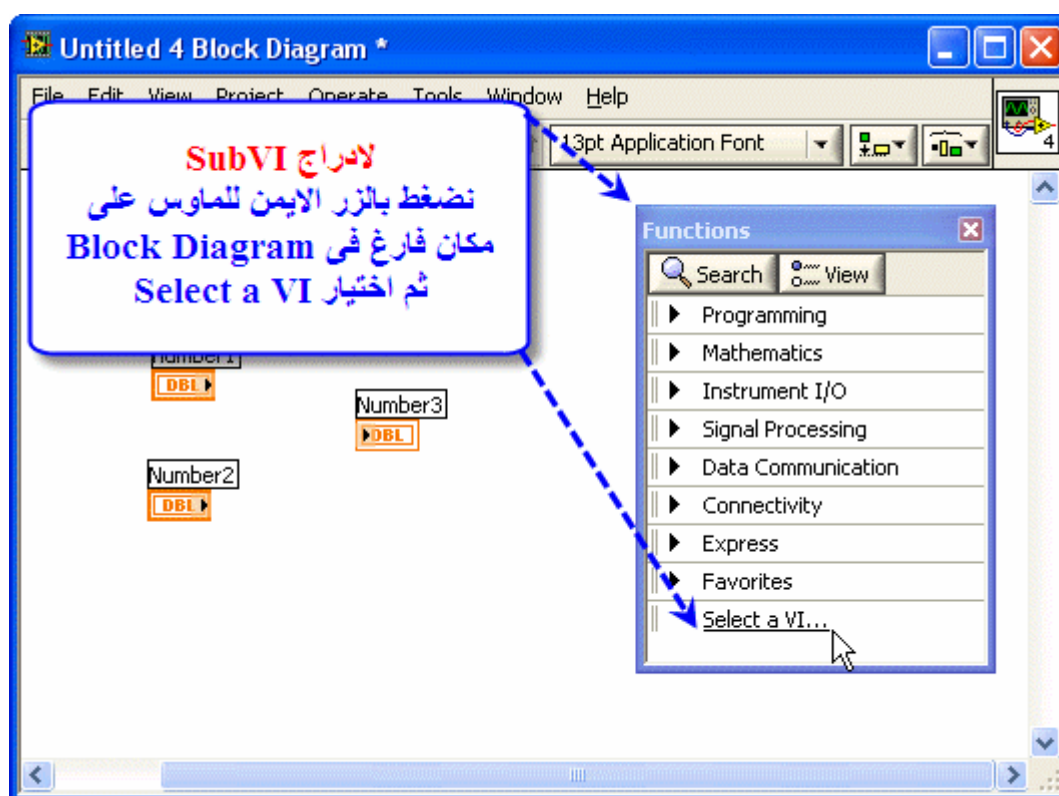 Untitled 4 Block Diagram *
File Edit View Project Operate Tools Window Help
13pt Application Font
4
لادراج SubVI
نضغط بالزر الايمن للماوس على
مكان فارغ فى Block Diagram
ثم اختيار Select a VI
Functions
Search View
Programming
Mathematics
Instrument I/O
Signal Processing
Data Communication
Connectivity
Express
Favorites
Select a VI...
Number1
DBL
Number3
DBL
Number2
DBL